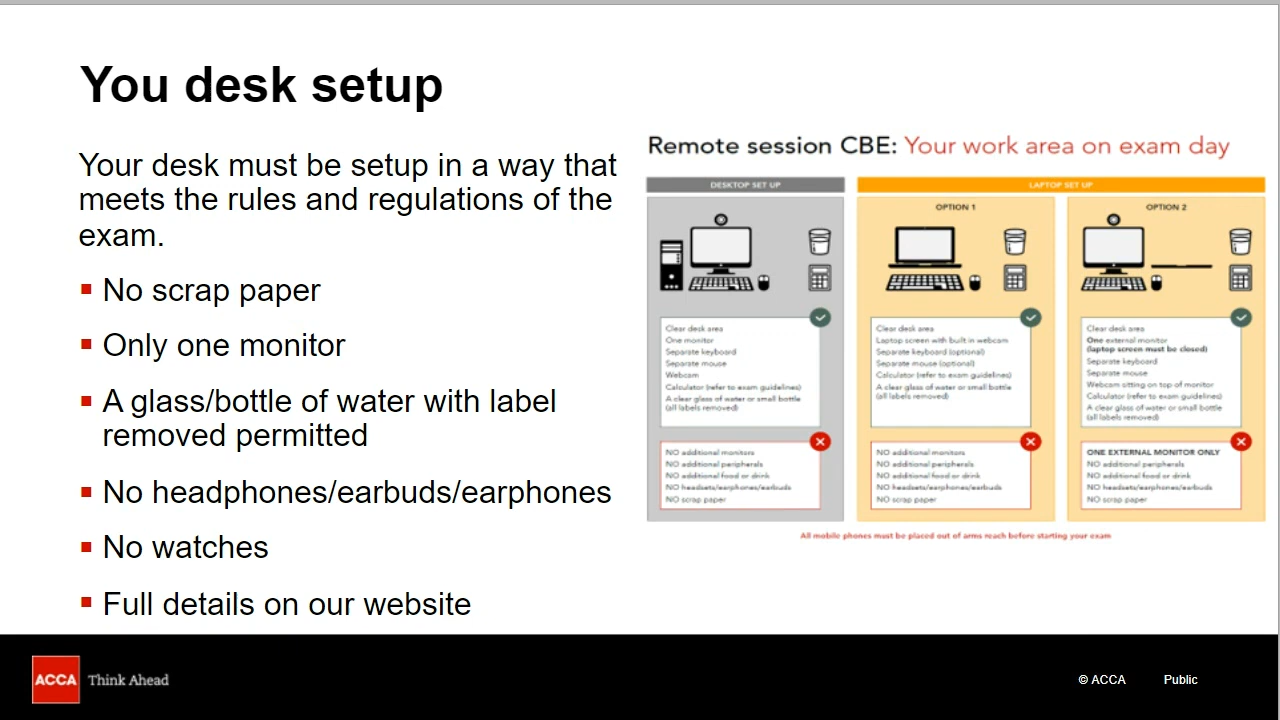 You desk setup
Your desk must be setup in a way that
meets the rules and regulations of the
exam.
No scrap paper
Only one monitor
A glass/bottle of water with label
removed permitted
No headphones/earbuds/earphones
No watches
Full details on our website
Remote session CBE: Your work area on exam day
DESKTOP SET UP
Clear desk area
One monitor
Separate keyboard
Separate mouse
Webcam
Calculator (refer to exam guidelines)
A clear glass of water or small bottle
(all labels removed)
NO additional monitors
NO additional peripherals
NO additional food or drink
NO headsets/earphones/earbuds
NO scrap paper
LAPTOP SET UP
OPTION 1
Clear desk area
Laptop screen with built in webcam
Separate keyboard (optional)
Separate mouse (optional)
Calculator (refer to exam guidelines)
A clear glass of water or small bottle
(all labels removed)
NO additional monitors
NO additional peripherals
NO additional food or drink
NO headsets/earphones/earbuds
NO scrap paper
OPTION 2
Clear desk area
One external monitor
(laptop screen must be closed)
Separate keyboard
Separate mouse
Webcam sitting on top of monitor
Calculator (refer to exam guidelines)
A clear glass of water or small bottle
(all labels removed)
ONE EXTERNAL MONITOR ONLY
NO additional peripherals
NO additional food or drink
NO headsets/earphones/earbuds
NO scrap paper
All mobile phones must be placed out of arms reach before starting your exam
ACCA Think Ahead
© ACCA Public